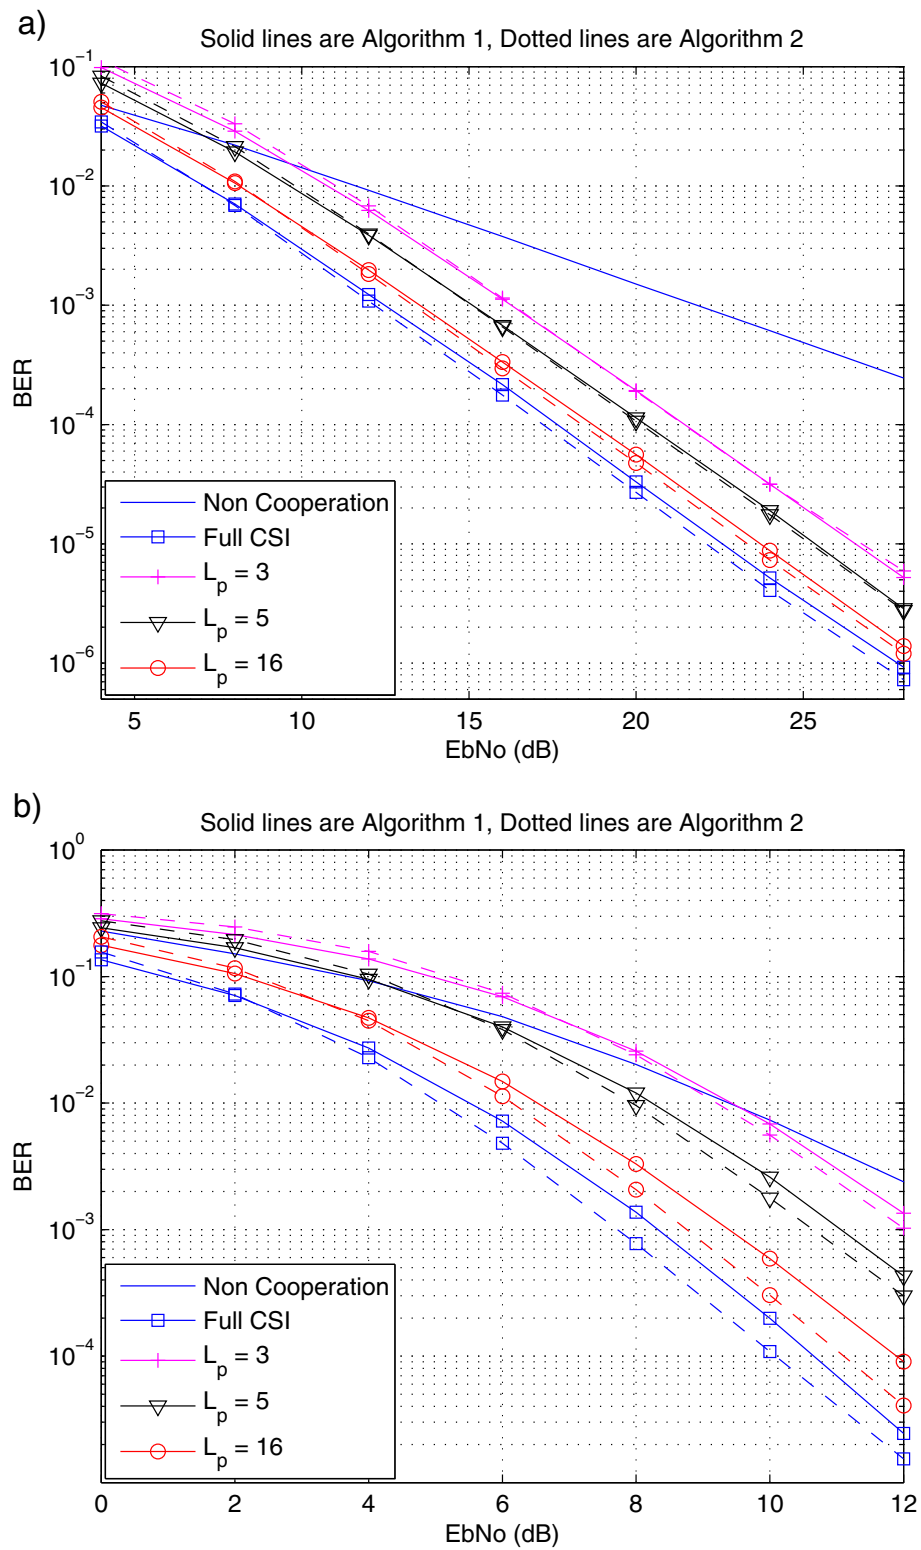 a)
Solid lines are Algorithm 1, Dotted lines are Algorithm 2
10^-1
10^-2
10^-3
10^-4
10^-5
10^-6
BER
Non Cooperation
Full CSI
L_p = 3
L_p = 5
L_p = 16
5 10 15 20 25
EbNo (dB)
b)
Solid lines are Algorithm 1, Dotted lines are Algorithm 2
10^0
10^-1
10^-2
10^-3
10^-4
BER
Non Cooperation
Full CSI
L_p = 3
L_p = 5
L_p = 16
0 2 4 6 8 10 12
EbNo (dB)